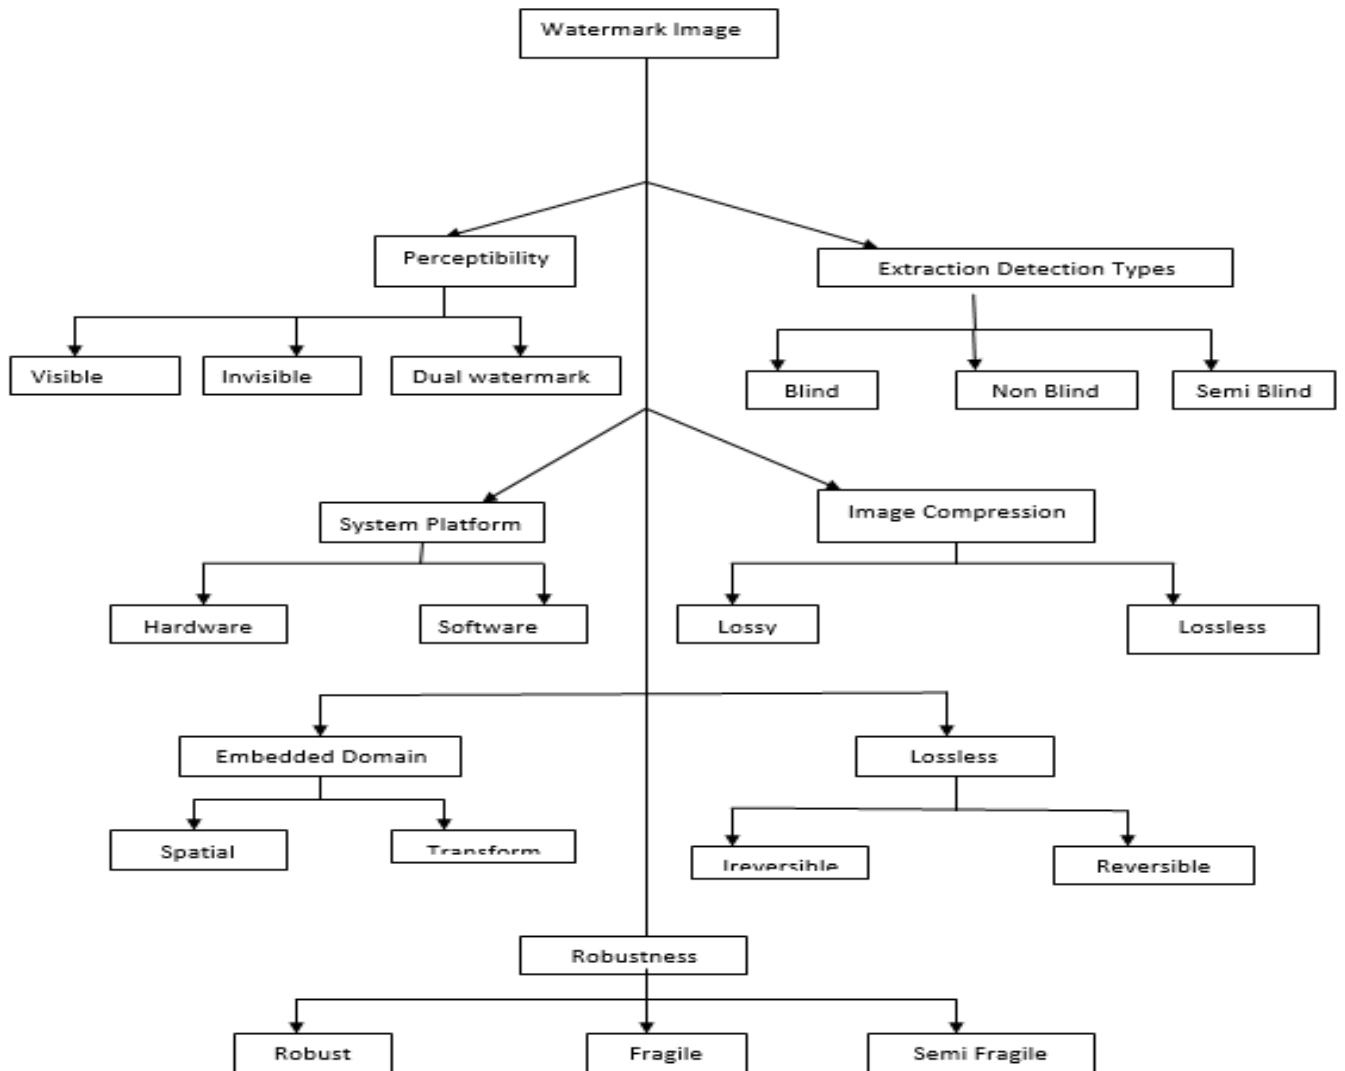 Watermark Image
Perceptibility
Extraction Detection Types
Visible
Invisible
Dual watermark
Blind
Non Blind
Semi Blind
System Platform
Image Compression
Hardware
Software
Lossy
Lossless
Embedded Domain
Lossless
Spatial
Transform
Ireversible
Reversible
Robustness
Robust
Fragile
Semi Fragile